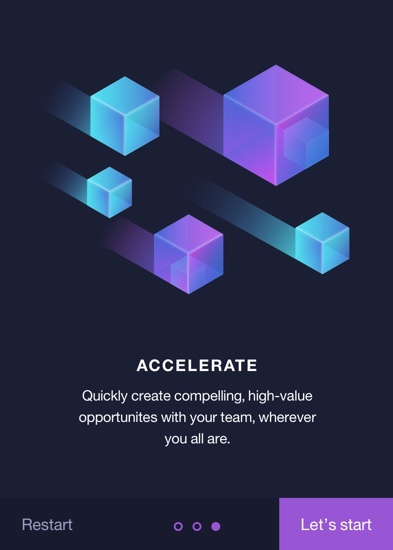 ACCELERATE
Quickly create compelling, high-value
opportunites with your team, wherever
you all are.
Restart
Let's start